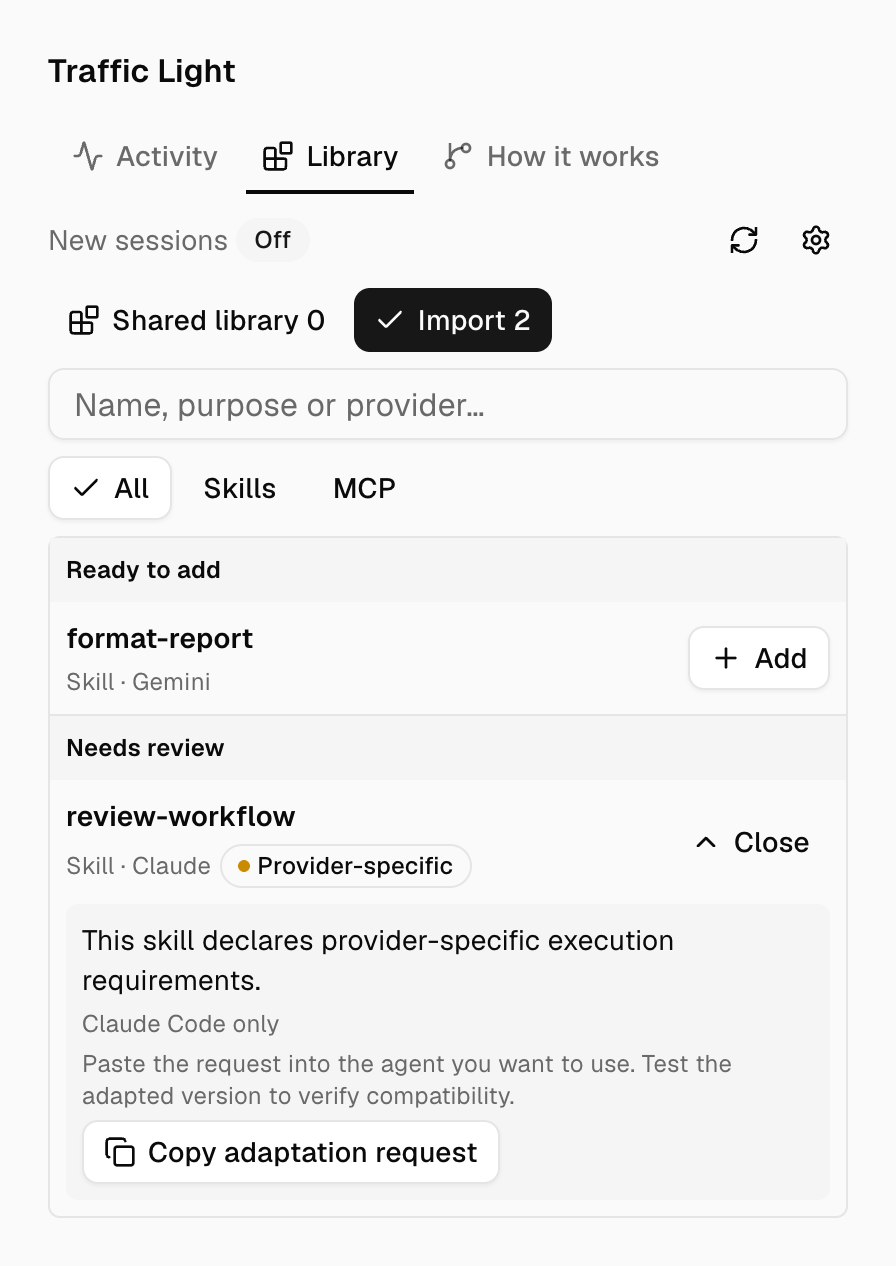 Traffic Light
Activity Library How it works
New sessions Off
Shared library 0 Import 2
Name, purpose or provider...
All Skills MCP
Ready to add
format-report
Skill · Gemini
Add
Needs review
review-workflow
Skill · Claude Provider-specific
Close
This skill declares provider-specific execution
requirements.
Claude Code only
Paste the request into the agent you want to use. Test the
adapted version to verify compatibility.
Copy adaptation request